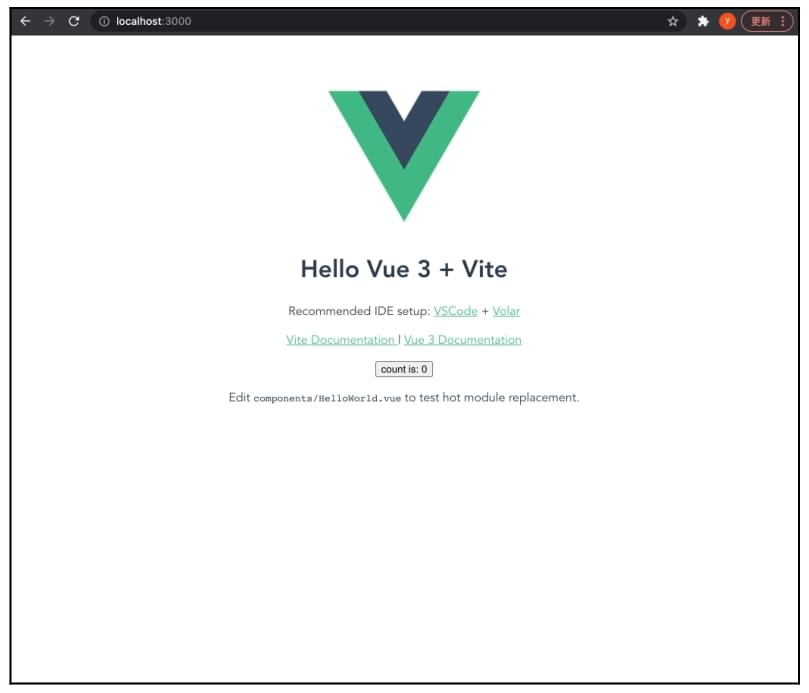 localhost:3000
y
更新
Hello Vue 3 + Vite
Recommended IDE setup: VSCode + Volar
Vite Documentation | Vue 3 Documentation
count is: 0
Edit components/HelloWorld.vue to test hot module replacement.